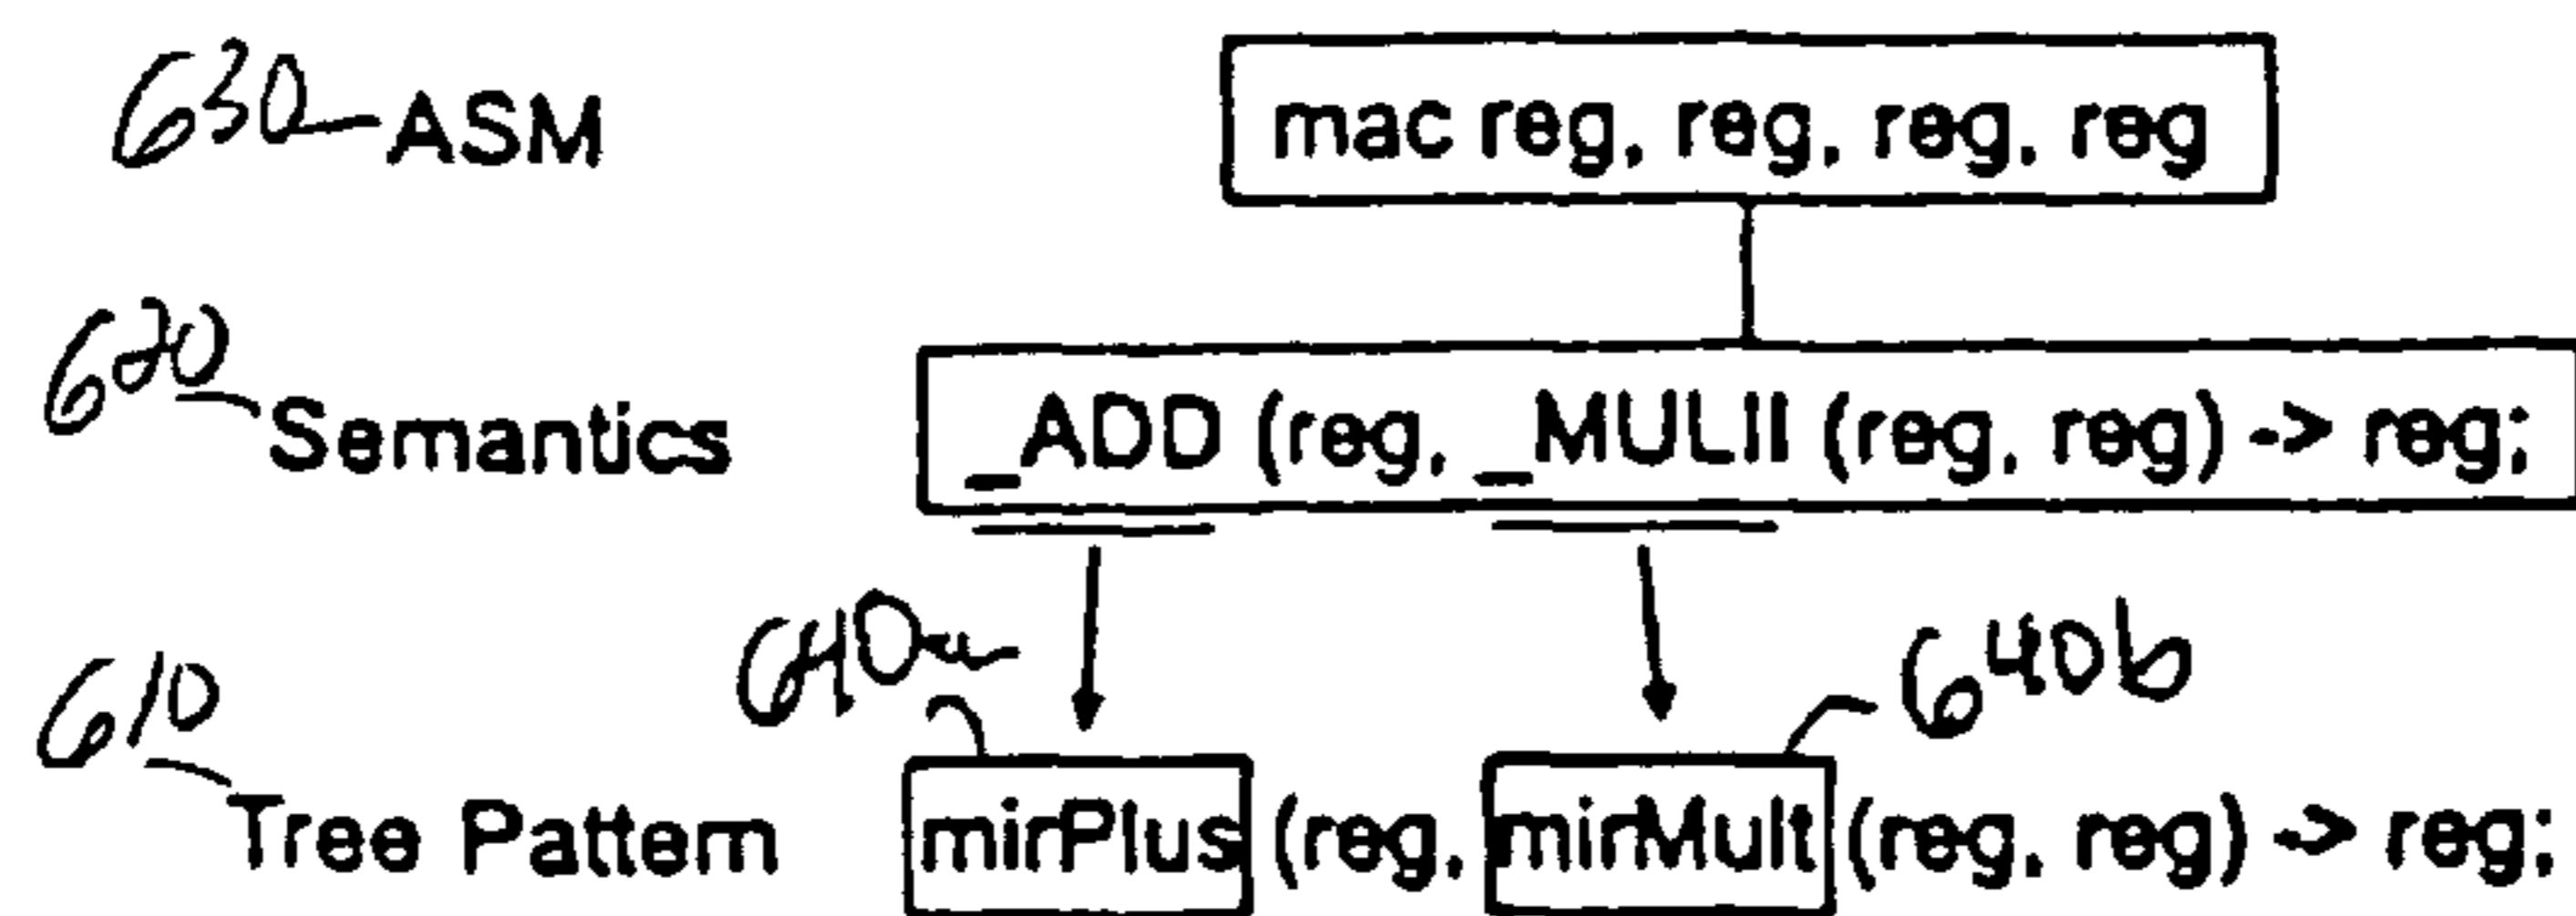 630 ASM mac reg, reg, reg, reg
620 Semantics _ADD (reg, _MULII (reg, reg) -> reg;
640a 640b
610 Tree Pattern mirPlus (reg, mirMult (reg, reg) -> reg;